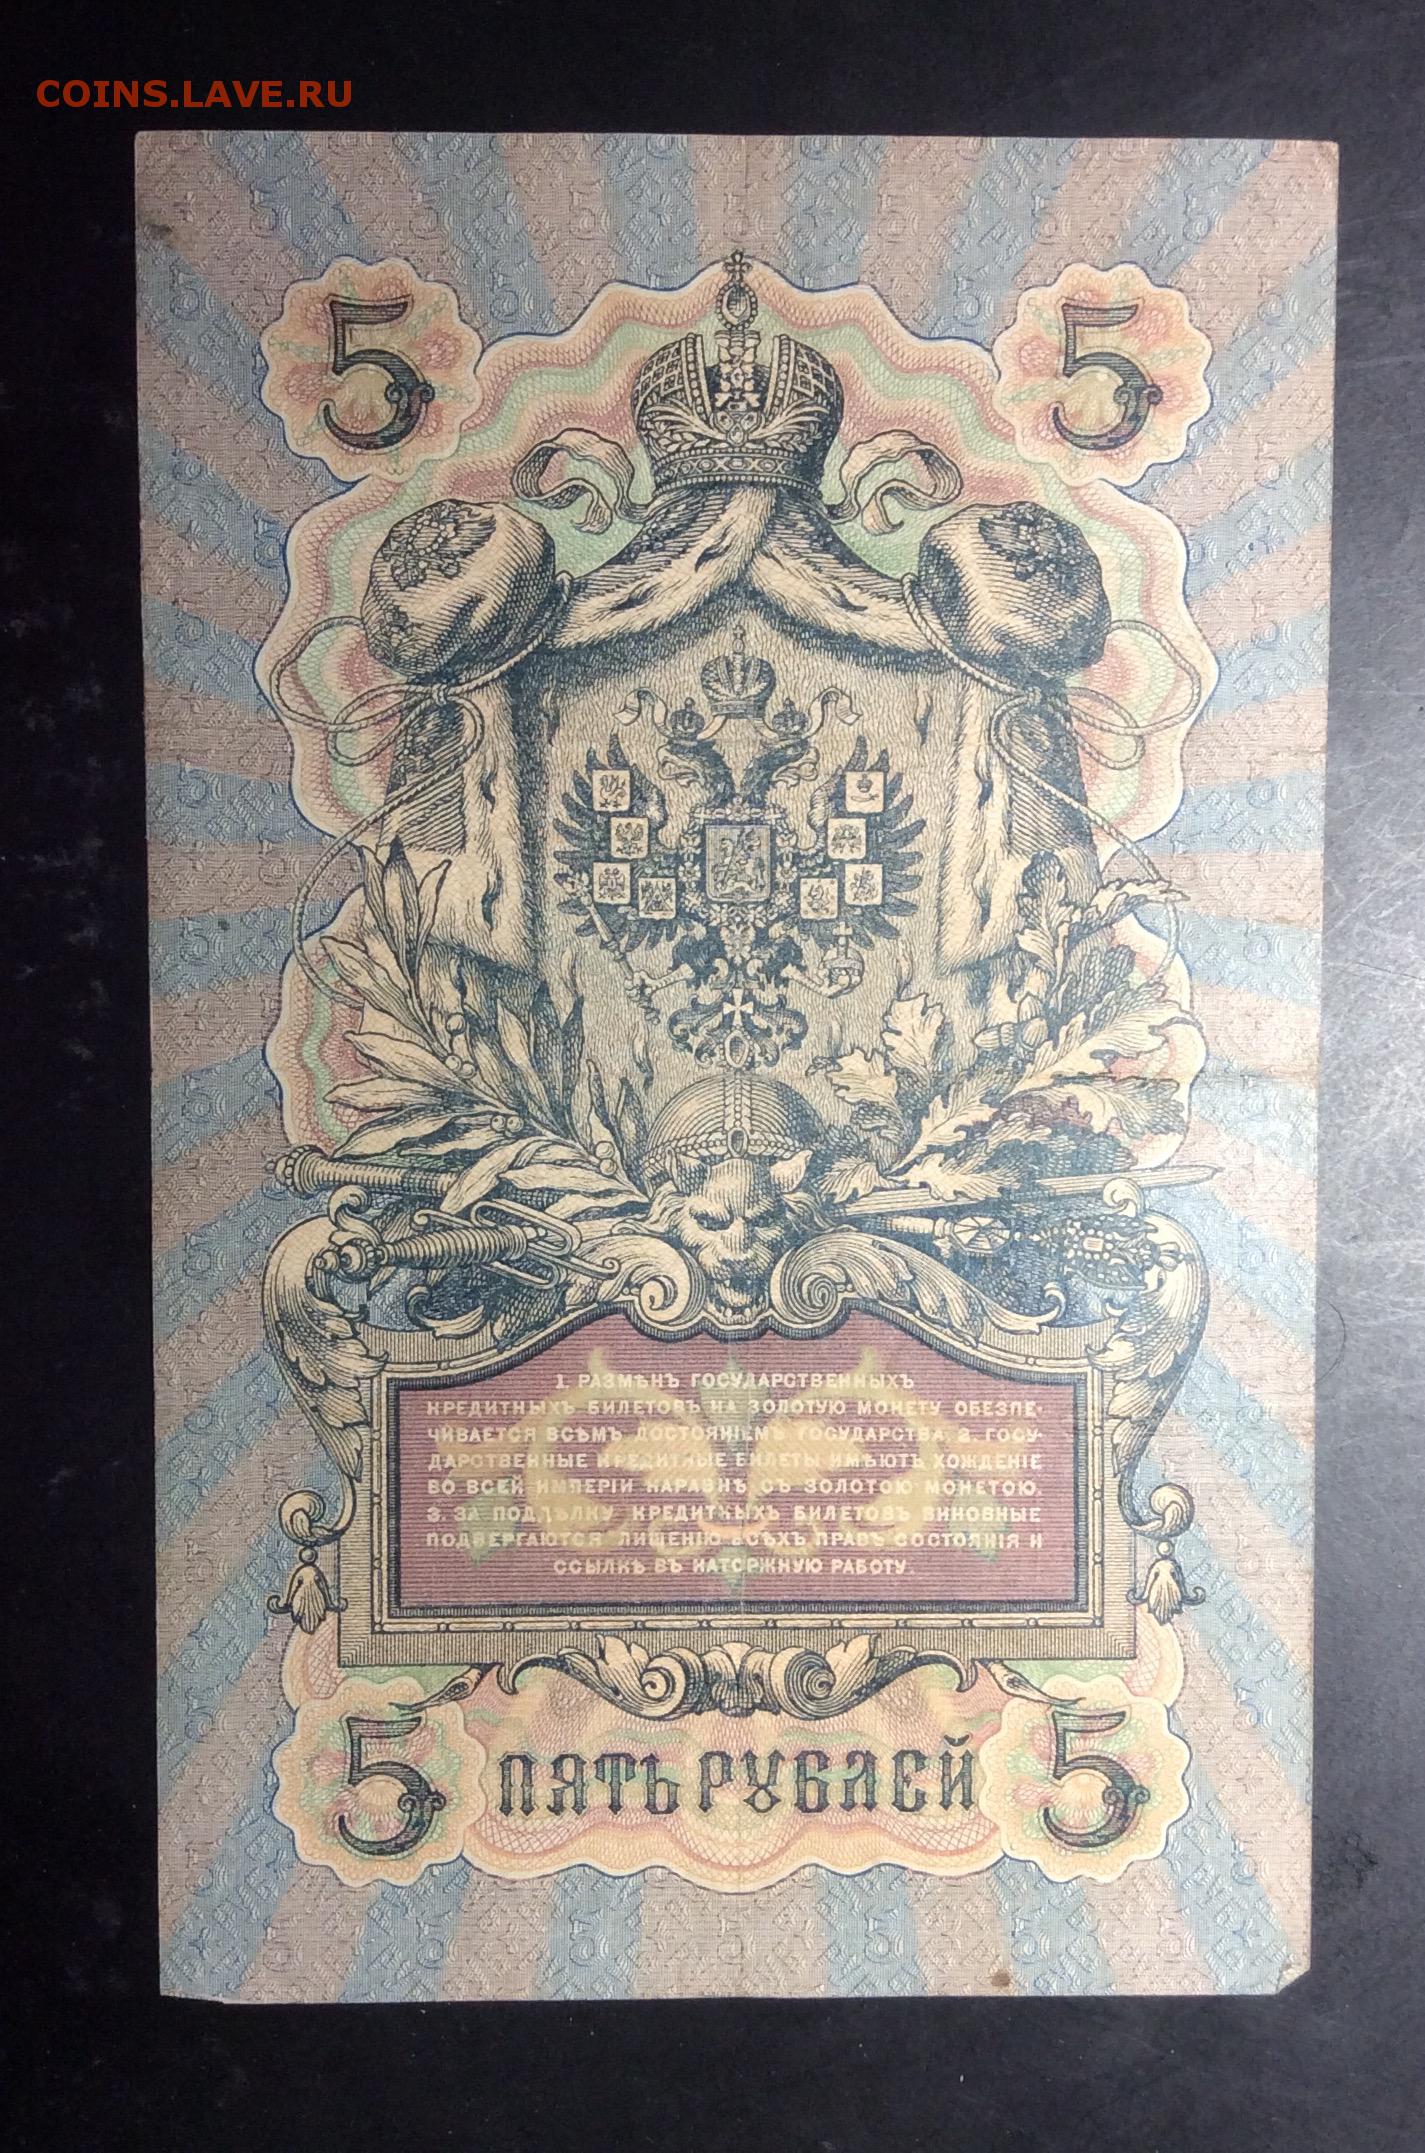 COINS.LAVE.RU
5 5
1. РАЗМѢНЪ ГОСУДАРСТВЕННЫХЪ
КРЕДИТНЫХЪ БИЛЕТОВЪ НА ЗОЛОТУЮ МОНЕТУ ОБЕЗПЕ-
ЧИВАЕТСЯ ВСѢМЪ ДОСТОЯНІЕМЪ ГОСУДАРСТВА. 2. ГОСУ-
ДАРСТВЕННЫЕ КРЕДИТНЫЕ БИЛЕТЫ ИМѢЮТЪ ХОЖДЕНІЕ
ВО ВСЕЙ ИМПЕРІИ НАРАВНѢ СЪ ЗОЛОТОЮ МОНЕТОЮ.
3. ЗА ПОДДѢЛКУ КРЕДИТНЫХЪ БИЛЕТОВЪ ВИНОВНЫЕ
ПОДВЕРГАЮТСЯ ЛИШЕНІЮ ВСѢХЪ ПРАВЪ СОСТОЯНІЯ И
ССЫЛКѢ ВЪ КАТОРЖНУЮ РАБОТУ.
5 ПЯТЬ РУБЛЕЙ 5